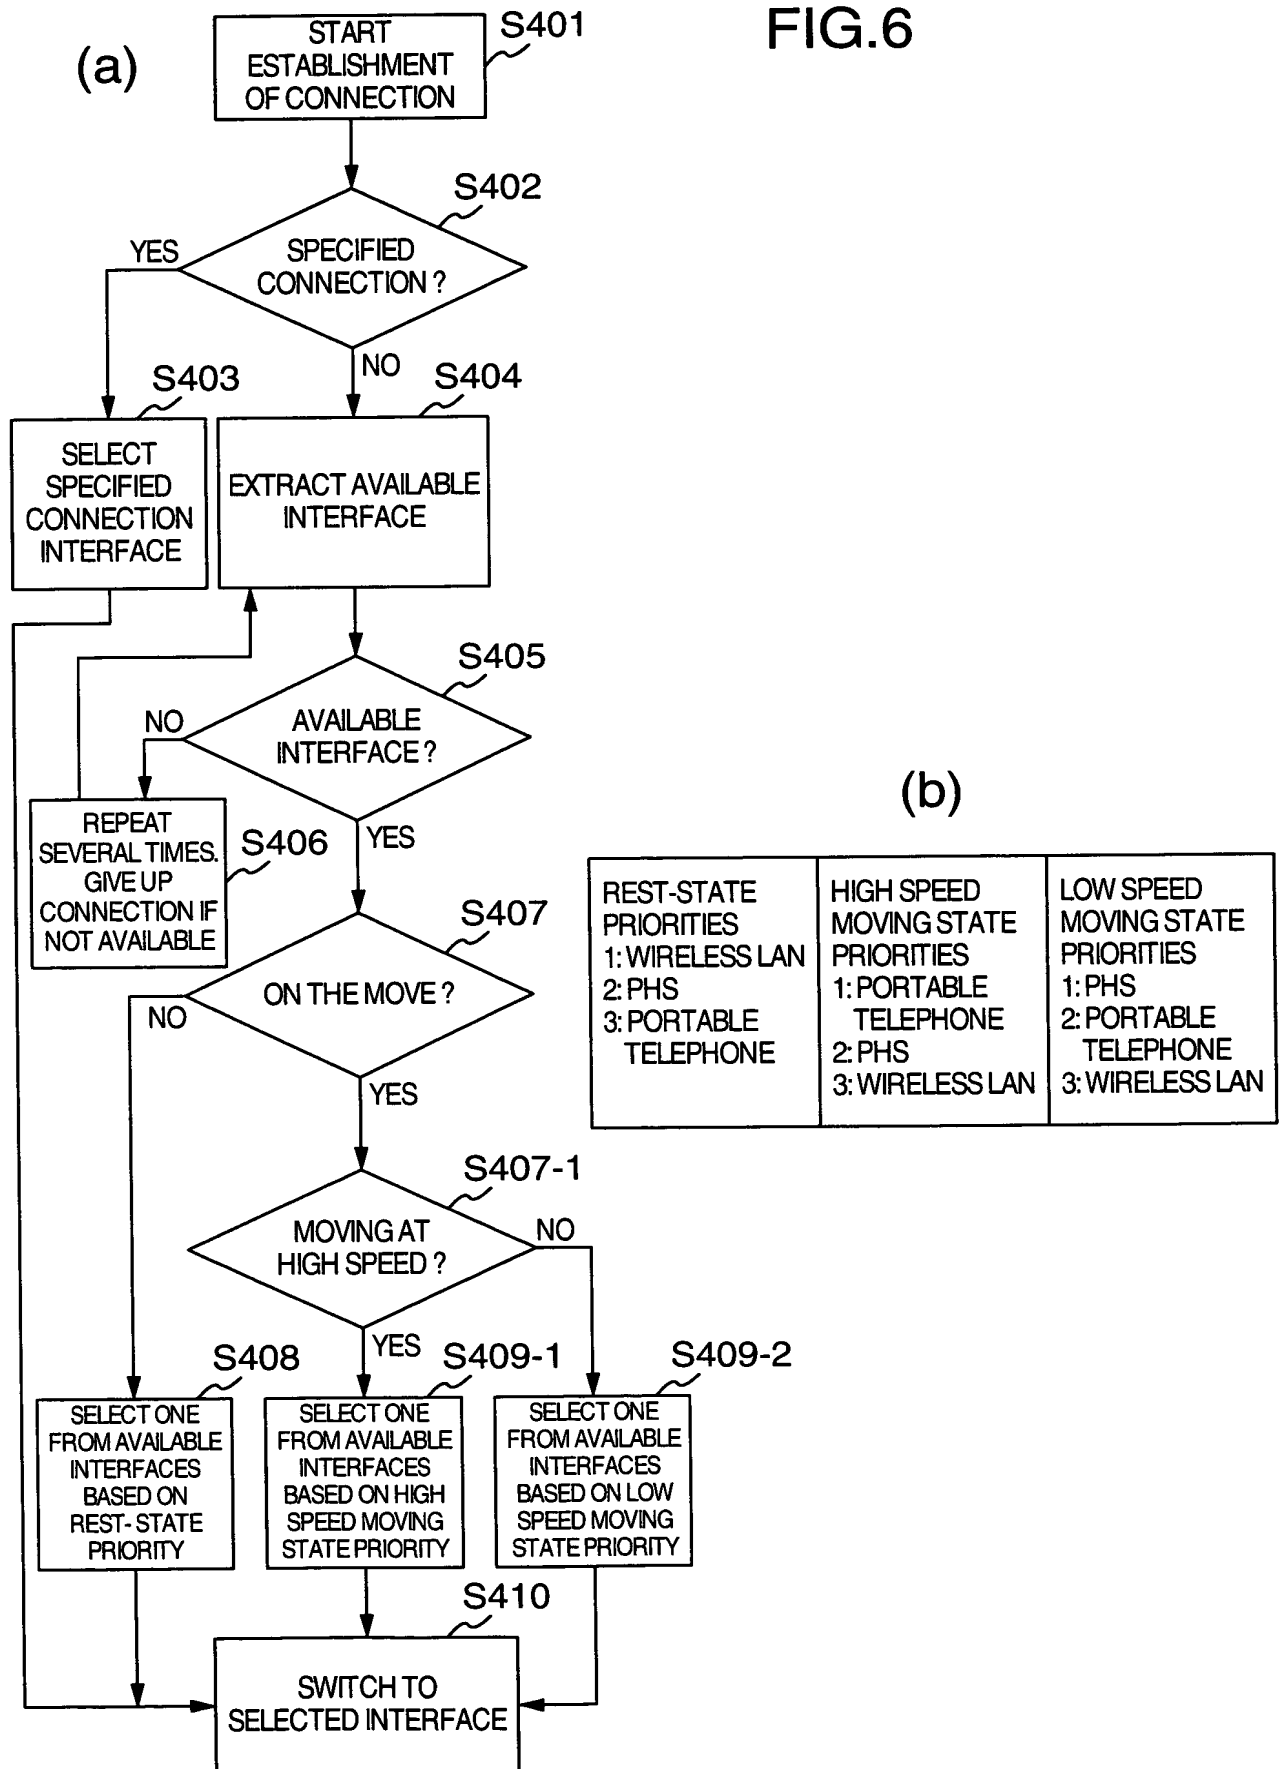 FIG.6
(a)
START
ESTABLISHMENT
OF CONNECTION
S401
S402
SPECIFIED
CONNECTION ?
YES
NO
S403
SELECT
SPECIFIED
CONNECTION
INTERFACE
S404
EXTRACT AVAILABLE
INTERFACE
S405
AVAILABLE
INTERFACE ?
NO
YES
REPEAT
SEVERAL TIMES.
GIVE UP
CONNECTION IF
NOT AVAILABLE
S406
S407
ON THE MOVE ?
NO
YES
S407-1
MOVING AT
HIGH SPEED ?
NO
YES
S408
SELECT ONE
FROM AVAILABLE
INTERFACES
BASED ON
REST- STATE
PRIORITY
S409-1
SELECT ONE
FROM AVAILABLE
INTERFACES
BASED ON HIGH
SPEED MOVING
STATE PRIORITY
S409-2
SELECT ONE
FROM AVAILABLE
INTERFACES
BASED ON LOW
SPEED MOVING
STATE PRIORITY
S410
SWITCH TO
SELECTED INTERFACE
(b)
REST-STATE
PRIORITIES
1: WIRELESS LAN
2: PHS
3: PORTABLE
TELEPHONE
HIGH SPEED
MOVING STATE
PRIORITIES
1: PORTABLE
TELEPHONE
2: PHS
3: WIRELESS LAN
LOW SPEED
MOVING STATE
PRIORITIES
1: PHS
2: PORTABLE
TELEPHONE
3: WIRELESS LAN